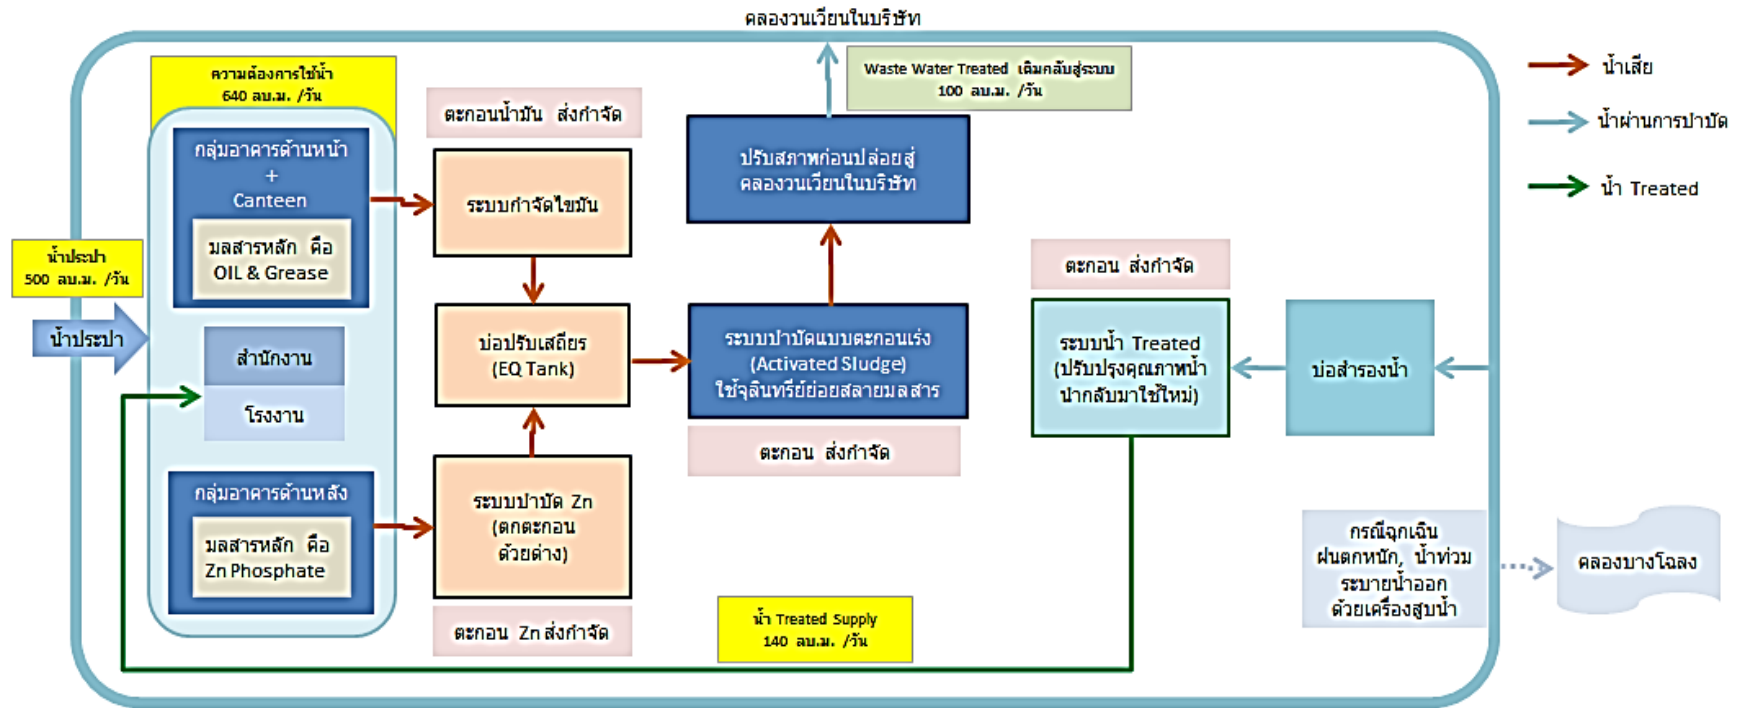 คลองวนเวียนในบริษัท
ความต้องการใช้น้ำ
640 ลบ.ม. /วัน
กลุ่มอาคารด้านหน้า
+
Canteen
มลสารหลัก คือ
OIL & Grease
น้ำประปา
500 ลบ.ม. /วัน
น้ำประปา
สำนักงาน
โรงงาน
กลุ่มอาคารด้านหลัง
มลสารหลัก คือ
Zn Phosphate
ตะกอนน้ำมัน ส่งกำจัด
ระบบกำจัดไขมัน
บ่อปรับเสถียร
(EQ Tank)
ระบบบำบัด Zn
(ตกตะกอน
ด้วยด่าง)
ตะกอน Zn ส่งกำจัด
Waste Water Treated เติมกลับสู่ระบบ
100 ลบ.ม. /วัน
ปรับสภาพก่อนปล่อยสู่
คลองวนเวียนในบริษัท
ระบบบำบัดแบบตะกอนเร่ง
(Activated Sludge)
ใช้จุลินทรีย์ย่อยสลายมลสาร
ตะกอน ส่งกำจัด
น้ำ Treated Supply
140 ลบ.ม. /วัน
ตะกอน ส่งกำจัด
ระบบน้ำ Treated
(ปรับปรุงคุณภาพน้ำ
นำกลับมาใช้ใหม่)
บ่อสำรองน้ำ
กรณีฉุกเฉิน
ฝนตกหนัก, น้ำท่วม
ระบายน้ำออก
ด้วยเครื่องสูบน้ำ
คลองบางโฉลง
น้ำเสีย
น้ำผ่านการบำบัด
น้ำ Treated